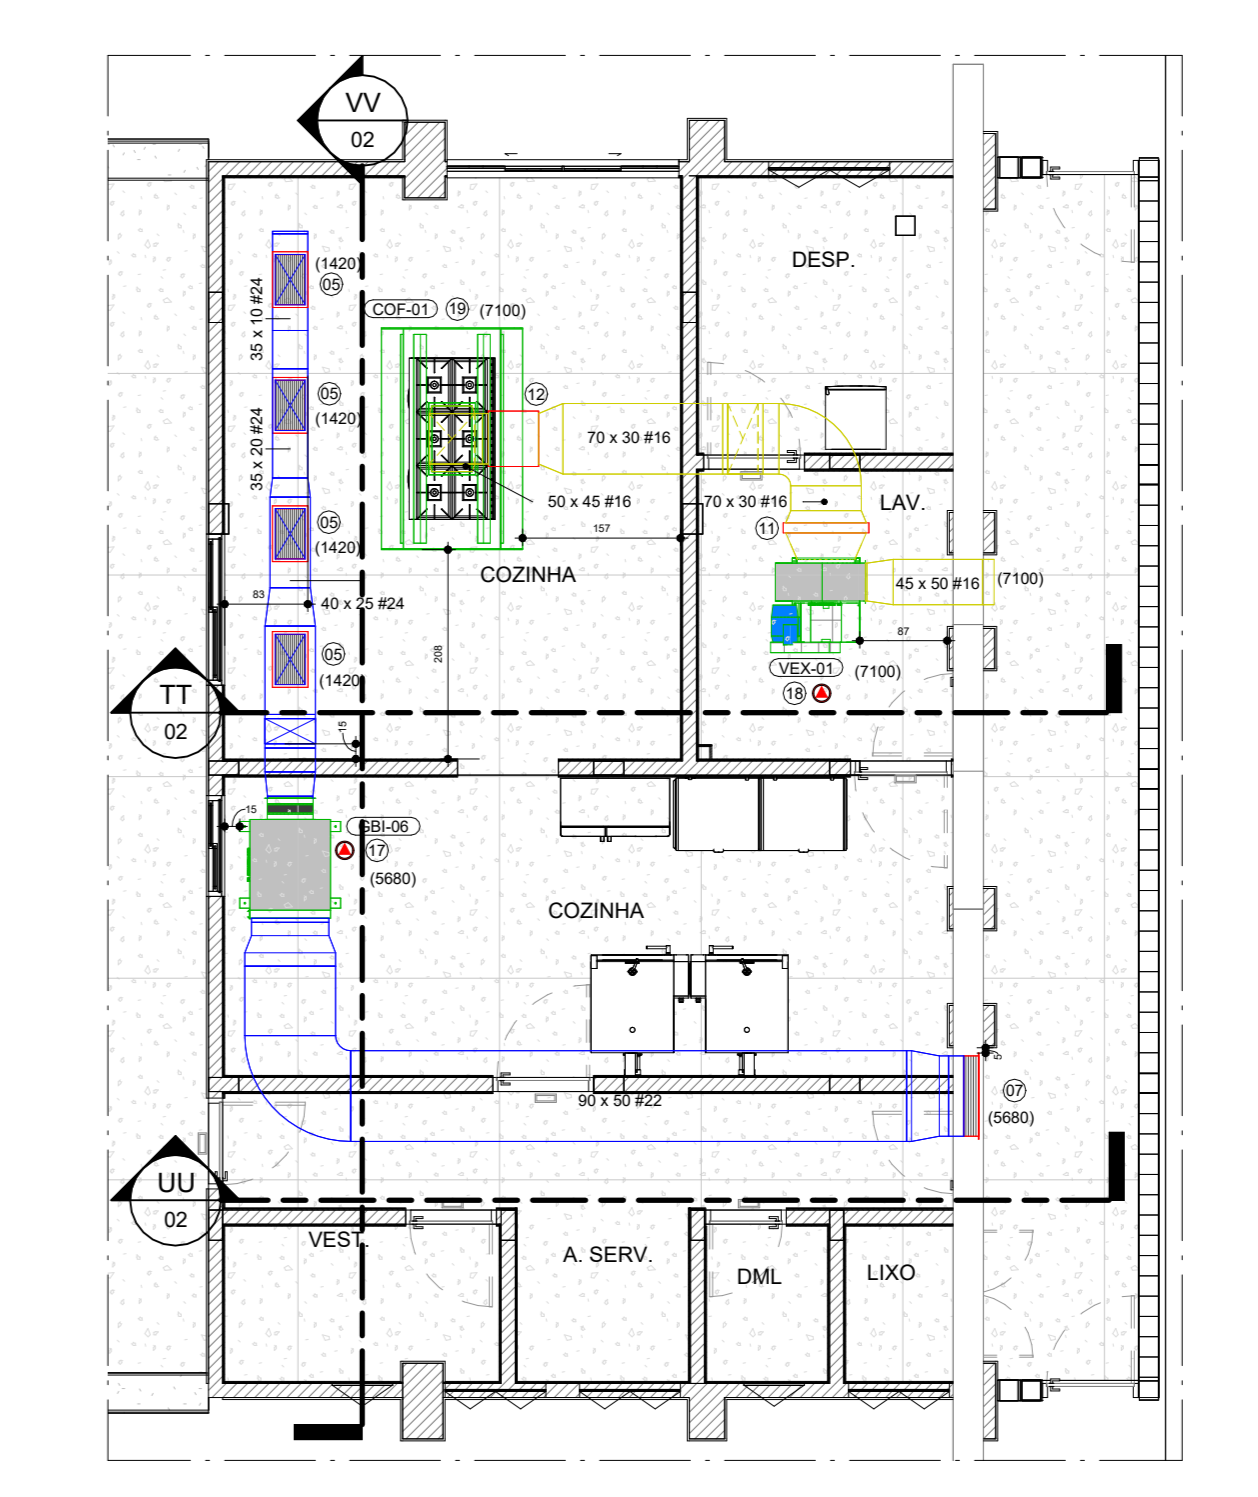 VV
02
DESP.
(1420)
05
35 x 10 #24
COF-01
19
(7100)
05
(1420)
12
35 x 20 #24
70 x 30 #16
50 x 45 #16
70 x 30 #16
LAV.
05
(1420)
11
157
COZINHA
45 x 50 #16
(7100)
83
40 x 25 #24
87
05
(1420)
208
VEX-01
(7100)
18
TT
02
15
15
GBI-06
17
(5680)
COZINHA
5
07
(5680)
90 x 50 #22
UU
02
VEST.
A. SERV.
DML
LIXO